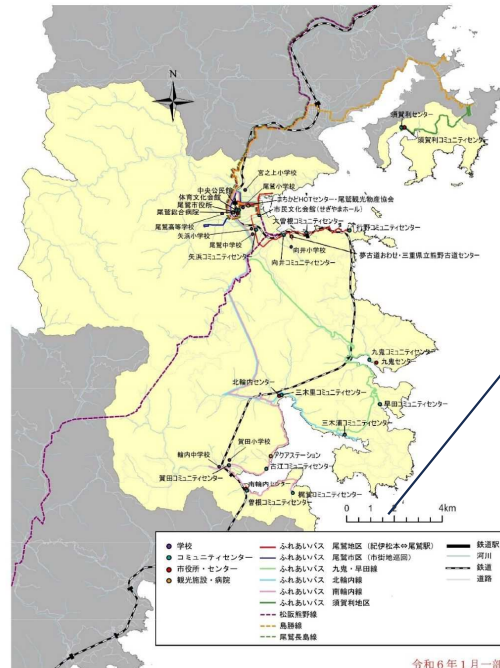 N
須賀利センター
須賀利コミュニティセンター
宮之上小学校
中央公民館
尾鷲小学校
体育文化会館
まちかどHOTセンター・尾鷲観光物産協会
尾鷲市役所
市民文化会館(せぎやまホール)
尾鷲総合病院
大曽根コミュニティセンター
行野コミュニティセンター
尾鷲高等学校
矢浜小学校
尾鷲中学校
向井小学校
夢古道おわせ・三重県立熊野古道センター
矢浜コミュニティセンター
向井コミュニティセンター
九鬼コミュニティセンター
九鬼センター
北輪内センター
三木里コミュニティセンター
早田コミュニティセンター
三木浦コミュニティセンター
賀田小学校
輪内中学校
アクアステーション
古江コミュニティセンター
賀田コミュニティセンター
南輪内センター
梶賀コミュニティセンター
曽根コミュニティセンター
0 1 2 4km
学校
コミュニティセンター
市役所・センター
観光施設・病院
ふれあいバス 尾鷲地区(紀伊松本⇔尾鷲駅)
ふれあいバス 尾鷲市区(市街地巡回)
ふれあいバス 九鬼・早田線
ふれあいバス 北輪内線
ふれあいバス 南輪内線
ふれあいバス 須賀利地区
松阪熊野線
島勝線
尾鷲長島線
鉄道駅
河川
鉄道
道路
令和6年1月一部